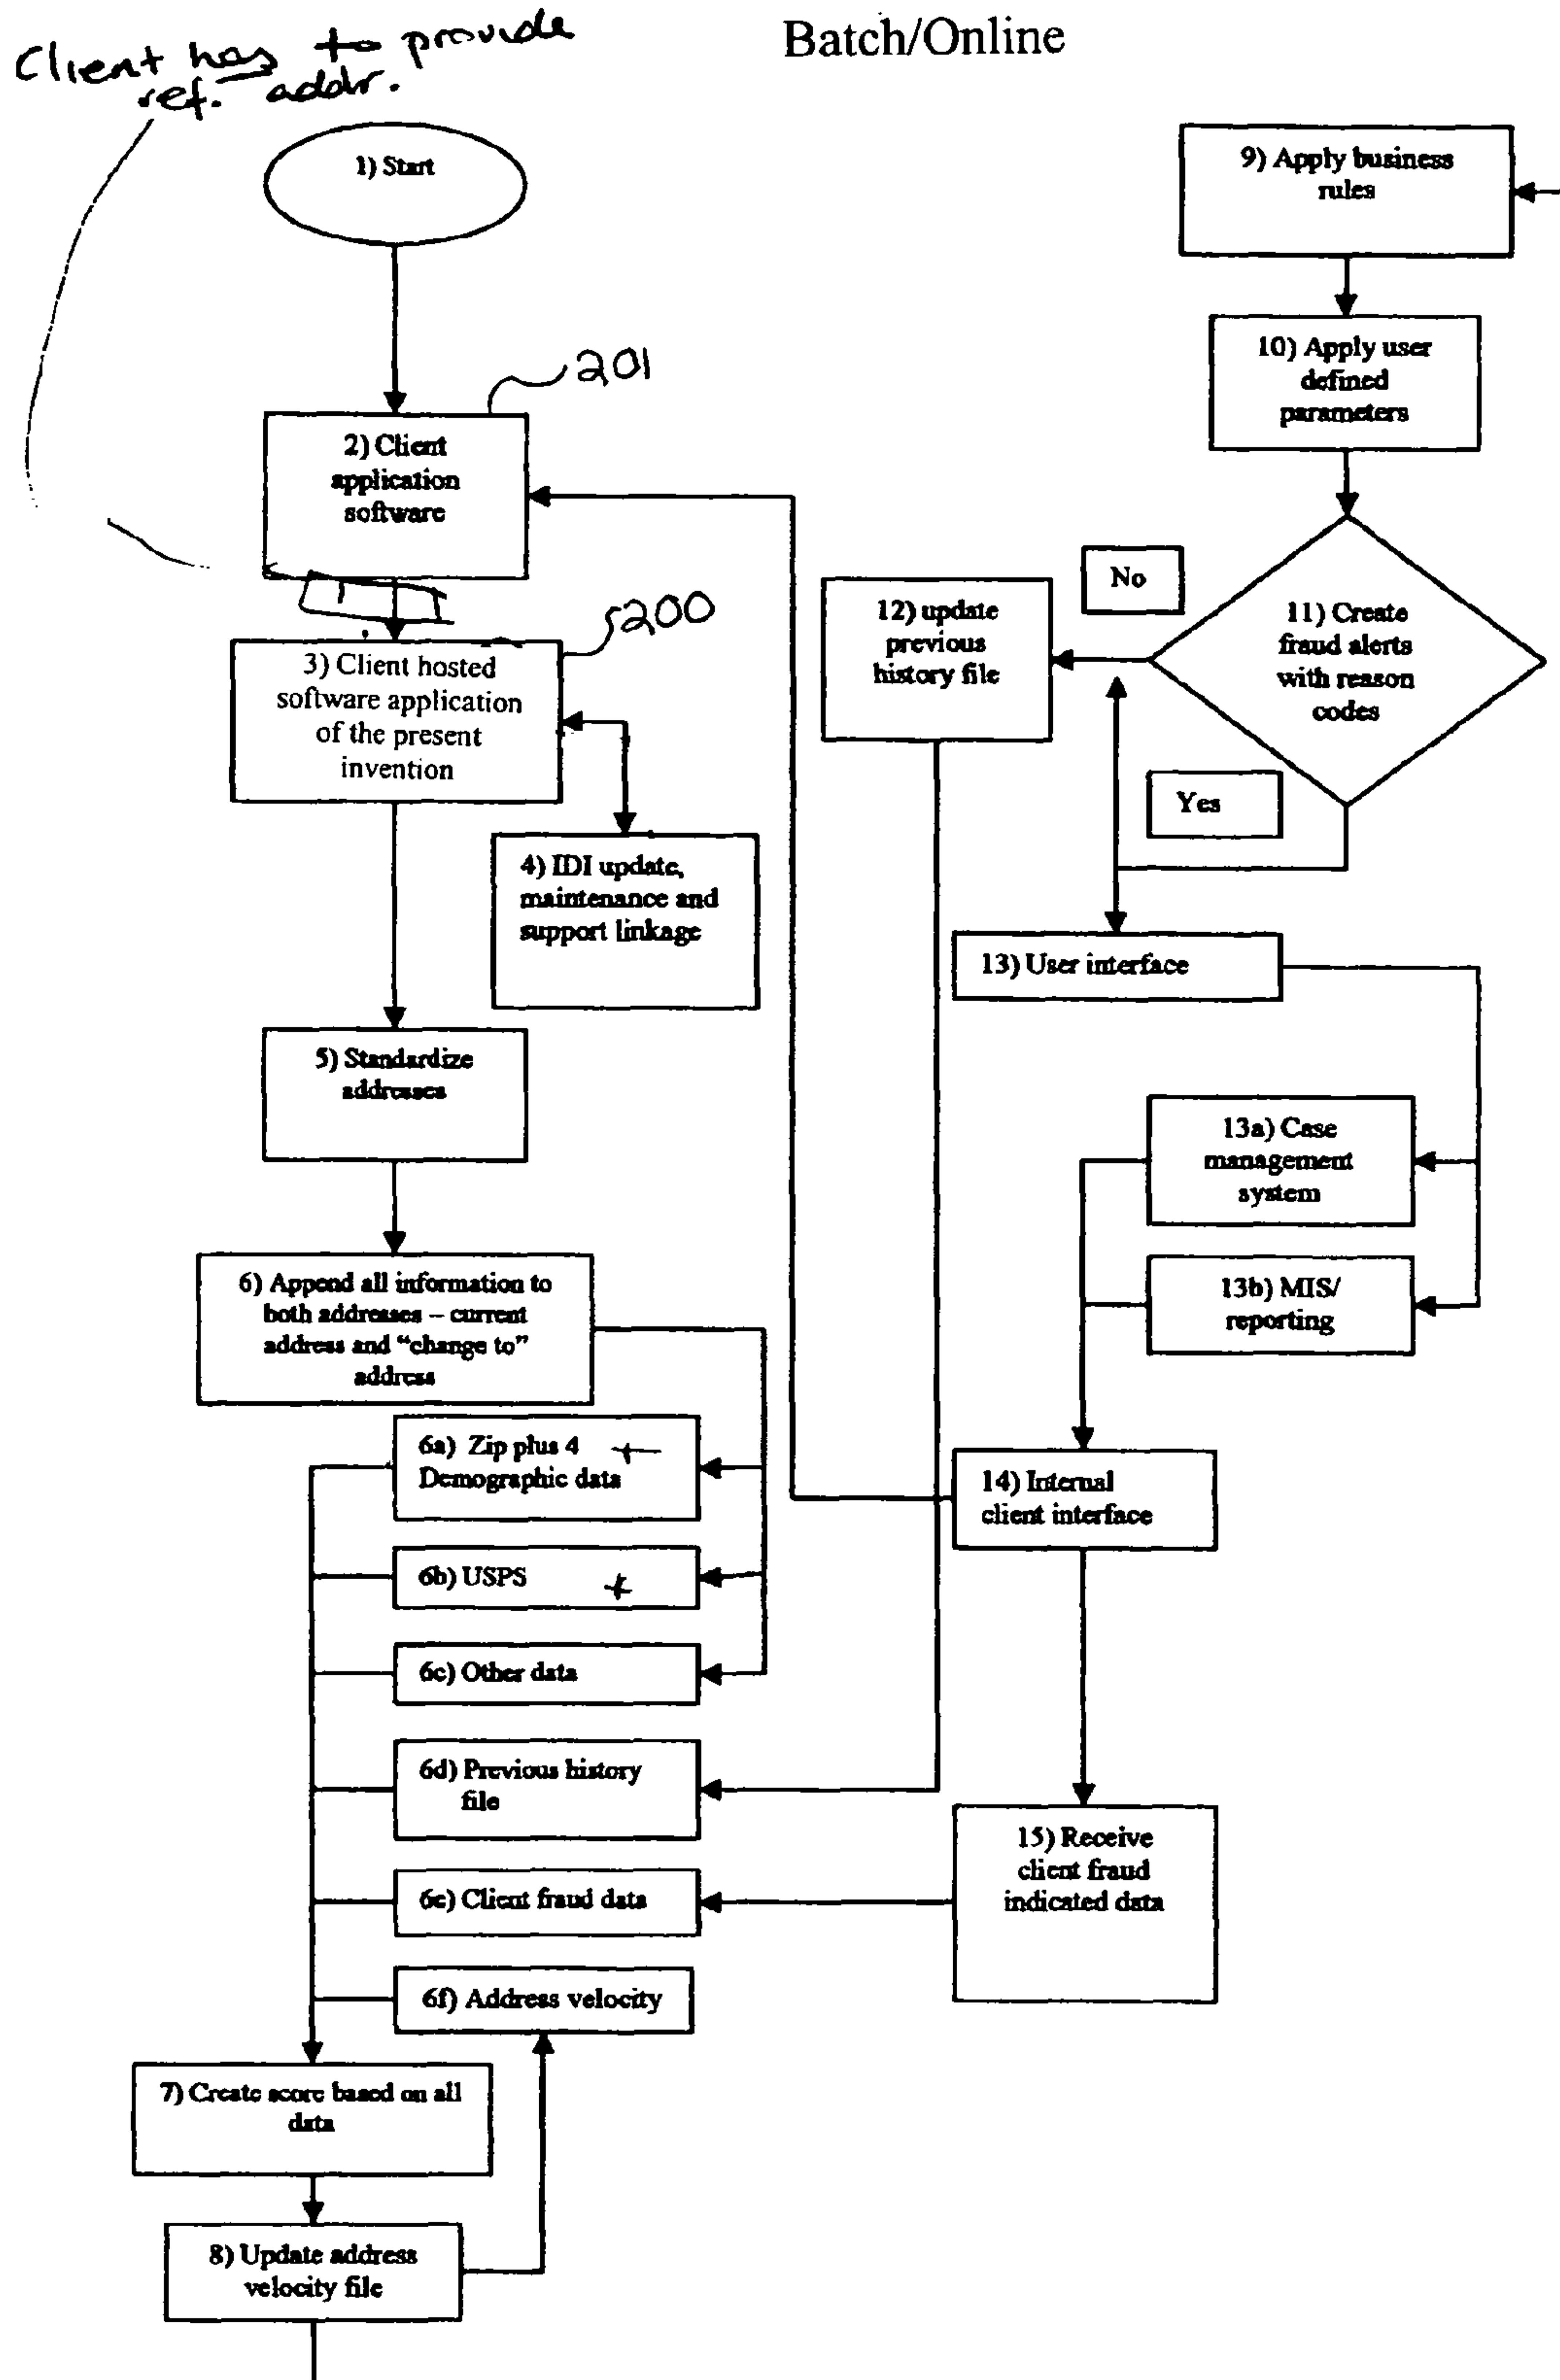 Client has to provide
ref. addr.
Batch/Online
1) Start
201
2) Client
application
software
200
3) Client hosted
software application
of the present
invention
4) IDI update,
maintenance and
support linkage
5) Standardize
addresses
6) Append all information to
both addresses – current
address and “change to”
address
6a) Zip plus 4
Demographic data
6b) USPS
6c) Other data
6d) Previous history
file
6e) Client fraud data
6f) Address velocity
7) Create score based on all
data
8) Update address
velocity file
9) Apply business
rules
10) Apply user
defined
parameters
11) Create
fraud alerts
with reason
codes
No
Yes
12) update
previous
history file
13) User interface
13a) Case
management
system
13b) MIS/
reporting
14) Internal
client interface
15) Receive
client fraud
indicated data